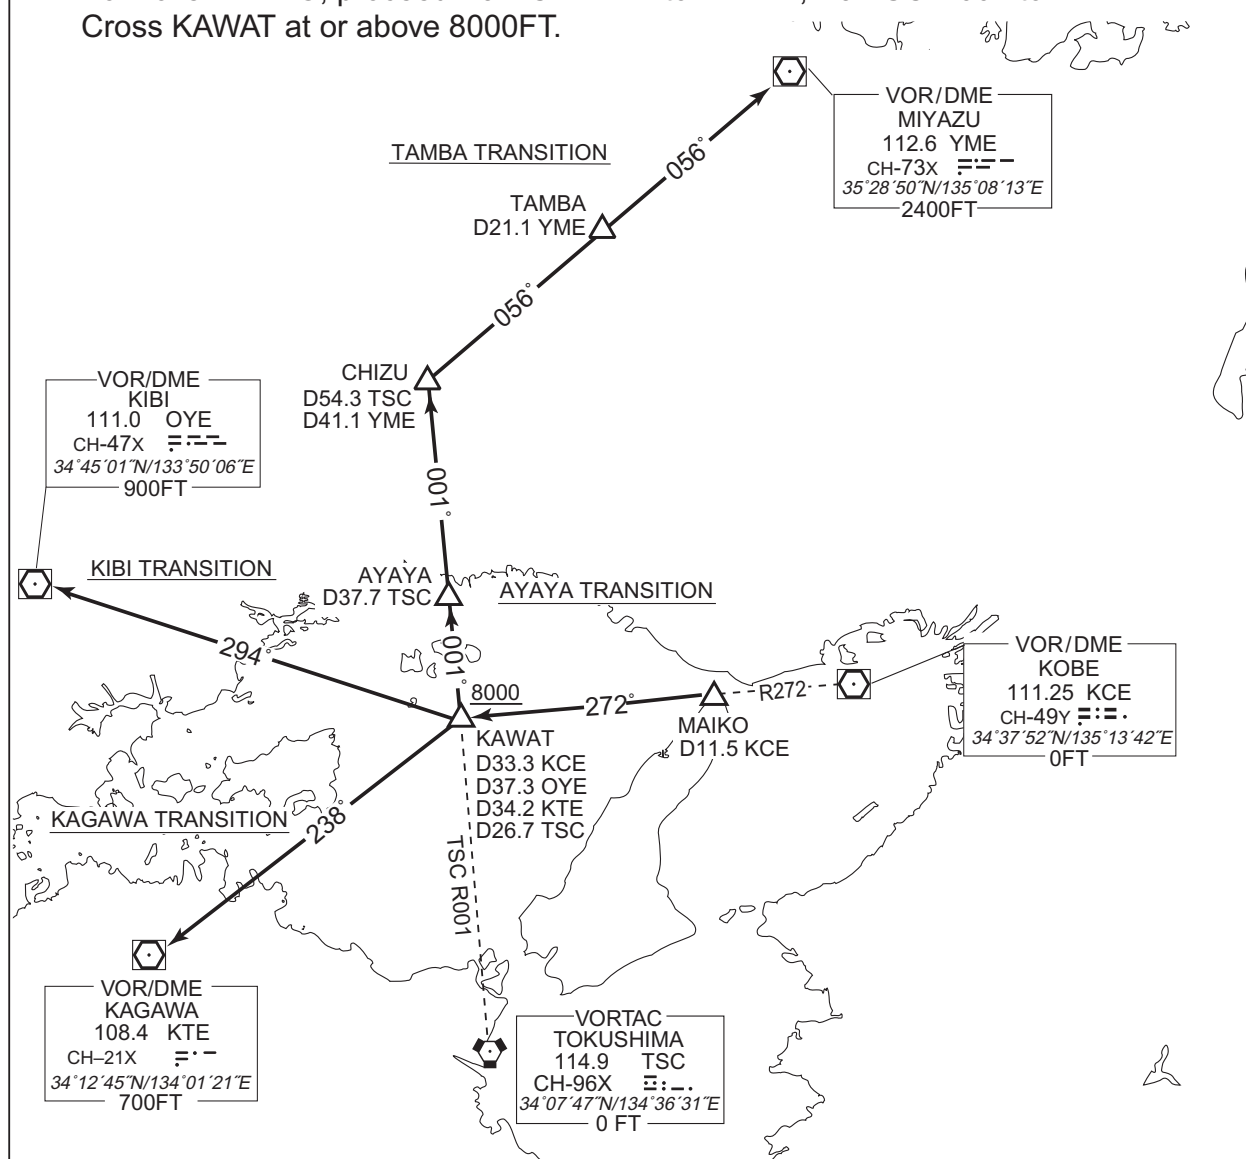 Cross KAWAT at or above 8000FT.
VOR/DME
MIYAZU
112.6 YME
CH-73X
35°28´50˝N/135°08´13˝E
2400FT
TAMBA TRANSITION
056°
TAMBA
D21.1 YME
056°
CHIZU
D54.3 TSC
D41.1 YME
VOR/DME
KIBI
111.0 OYE
CH-47X
34°45´01˝N/133°50´06˝E
900FT
001°
KIBI TRANSITION
AYAYA
D37.7 TSC
AYAYA TRANSITION
294°
001°
8000
272°
R272
MAIKO
D11.5 KCE
VOR/DME
KOBE
111.25 KCE
CH-49Y
34°37´52˝N/135°13´42˝E
0FT
KAWAT
D33.3 KCE
D37.3 OYE
D34.2 KTE
D26.7 TSC
KAGAWA TRANSITION
238°
TSC R001
VOR/DME
KAGAWA
108.4 KTE
CH–21X
34°12´45˝N/134°01´21˝E
700FT
VORTAC
TOKUSHIMA
114.9 TSC
CH-96X
34°07´47˝N/134°36´31˝E
0 FT